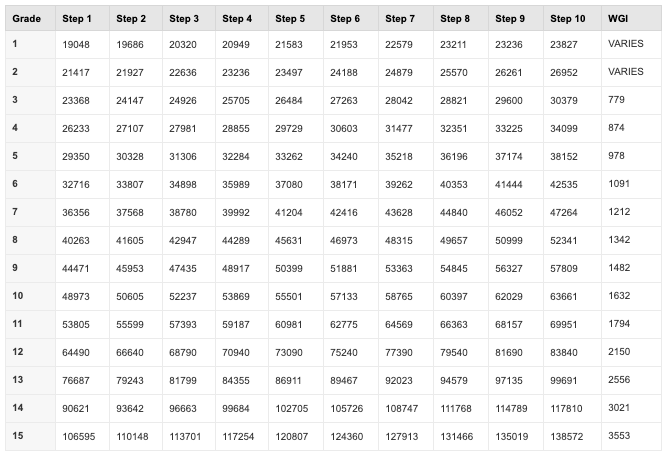 Grade Step 1 Step 2 Step 3 Step 4 Step 5 Step 6 Step 7 Step 8 Step 9 Step 10 WGI
1 19048 19686 20320 20949 21583 21953 22579 23211 23236 23827 VARIES
2 21417 21927 22636 23236 23497 24188 24879 25570 26261 26952 VARIES
3 23368 24147 24926 25705 26484 27263 28042 28821 29600 30379 779
4 26233 27107 27981 28855 29729 30603 31477 32351 33225 34099 874
5 29350 30328 31306 32284 33262 34240 35218 36196 37174 38152 978
6 32716 33807 34898 35989 37080 38171 39262 40353 41444 42535 1091
7 36356 37568 38780 39992 41204 42416 43628 44840 46052 47264 1212
8 40263 41605 42947 44289 45631 46973 48315 49657 50999 52341 1342
9 44471 45953 47435 48917 50399 51881 53363 54845 56327 57809 1482
10 48973 50605 52237 53869 55501 57133 58765 60397 62029 63661 1632
11 53805 55599 57393 59187 60981 62775 64569 66363 68157 69951 1794
12 64490 66640 68790 70940 73090 75240 77390 79540 81690 83840 2150
13 76687 79243 81799 84355 86911 89467 92023 94579 97135 99691 2556
14 90621 93642 96663 99684 102705 105726 108747 111768 114789 117810 3021
15 106595 110148 113701 117254 120807 124360 127913 131466 135019 138572 3553